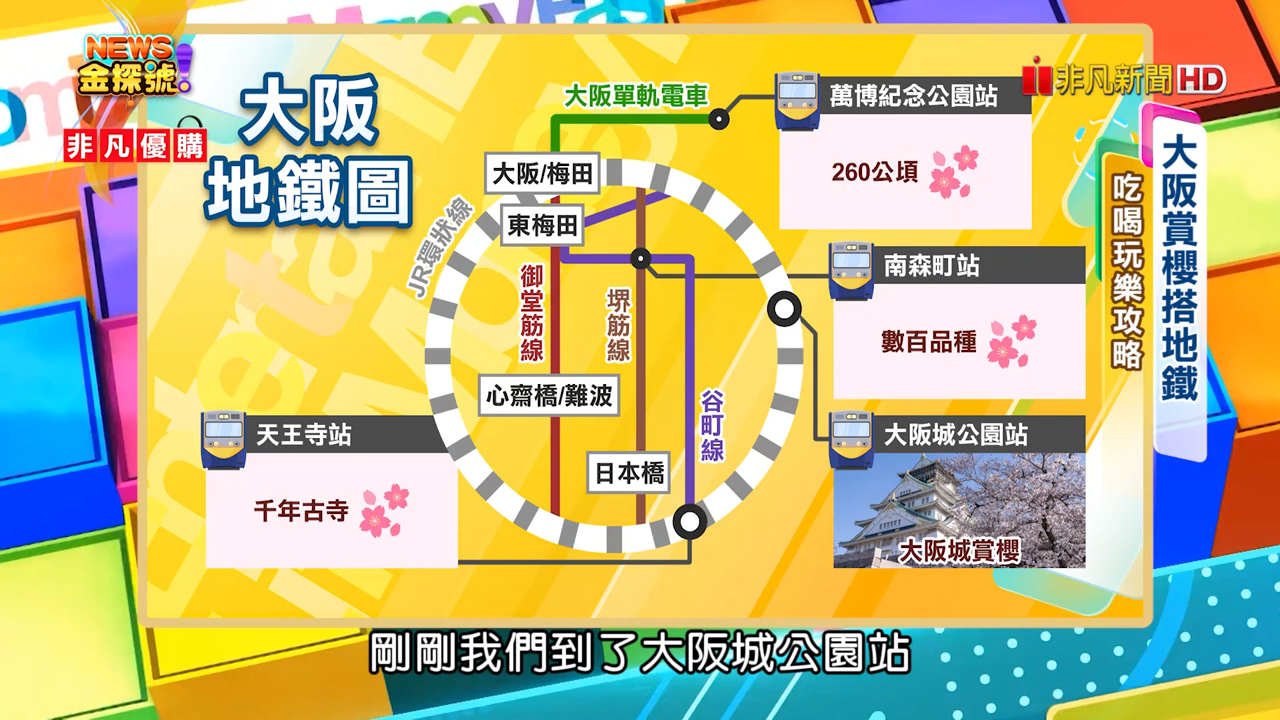 NEWS
金探號!
非凡優購
大阪
地鐵圖
大阪單軌電車
非凡新聞HD
萬博紀念公園站
260公頃
大阪/梅田
東梅田
JR環狀線
御堂筋線
堺筋線
南森町站
數百品種
心齋橋/難波
谷町線
日本橋
天王寺站
千年古寺
大阪城公園站
大阪城賞櫻
大阪賞櫻搭地鐵
吃喝玩樂攻略
剛剛我們到了大阪城公園站